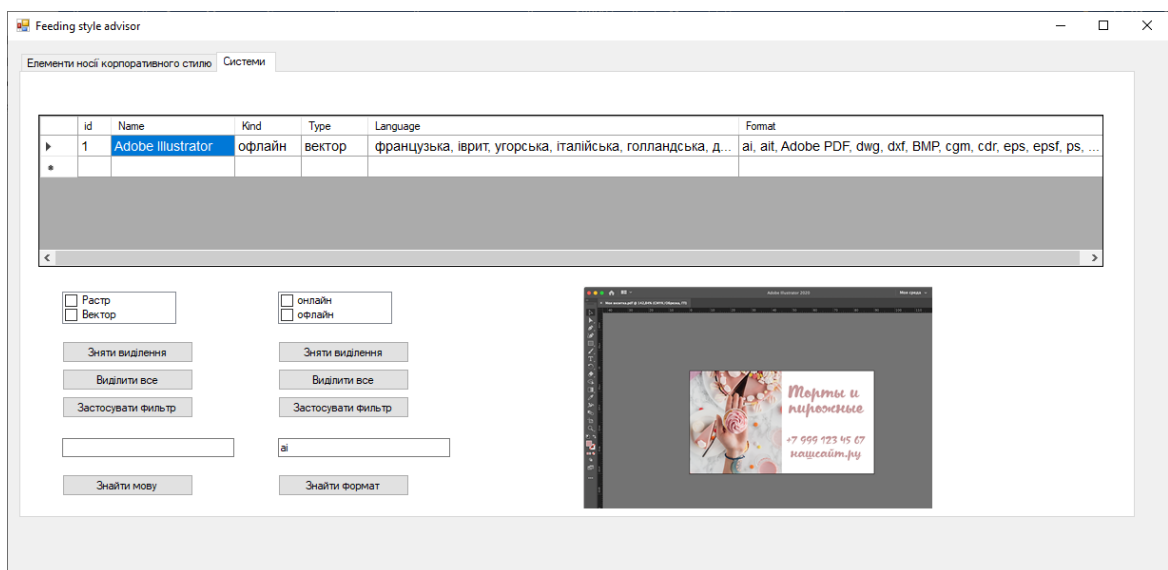 Feeding style advisor
Елементи носії корпоративного стилю Системи
id Name Kind Type Language Format
1 Adobe Illustrator офлайн вектор французька, іврит, угорська, італійська, голландська, д... ai, ait, Adobe PDF, dwg, dxf, BMP, cgm, cdr, eps, epsf, ps, ...
Растр онлайн
Вектор офлайн
Зняти виділення Зняти виділення
Виділити все Виділити все
Застосувати фильтр Застосувати фильтр
ai
Знайти мову Знайти формат
Adobe Illustrator 2020
Торты и
пирожные
+7 999 123 45 67
нашсайт.ру